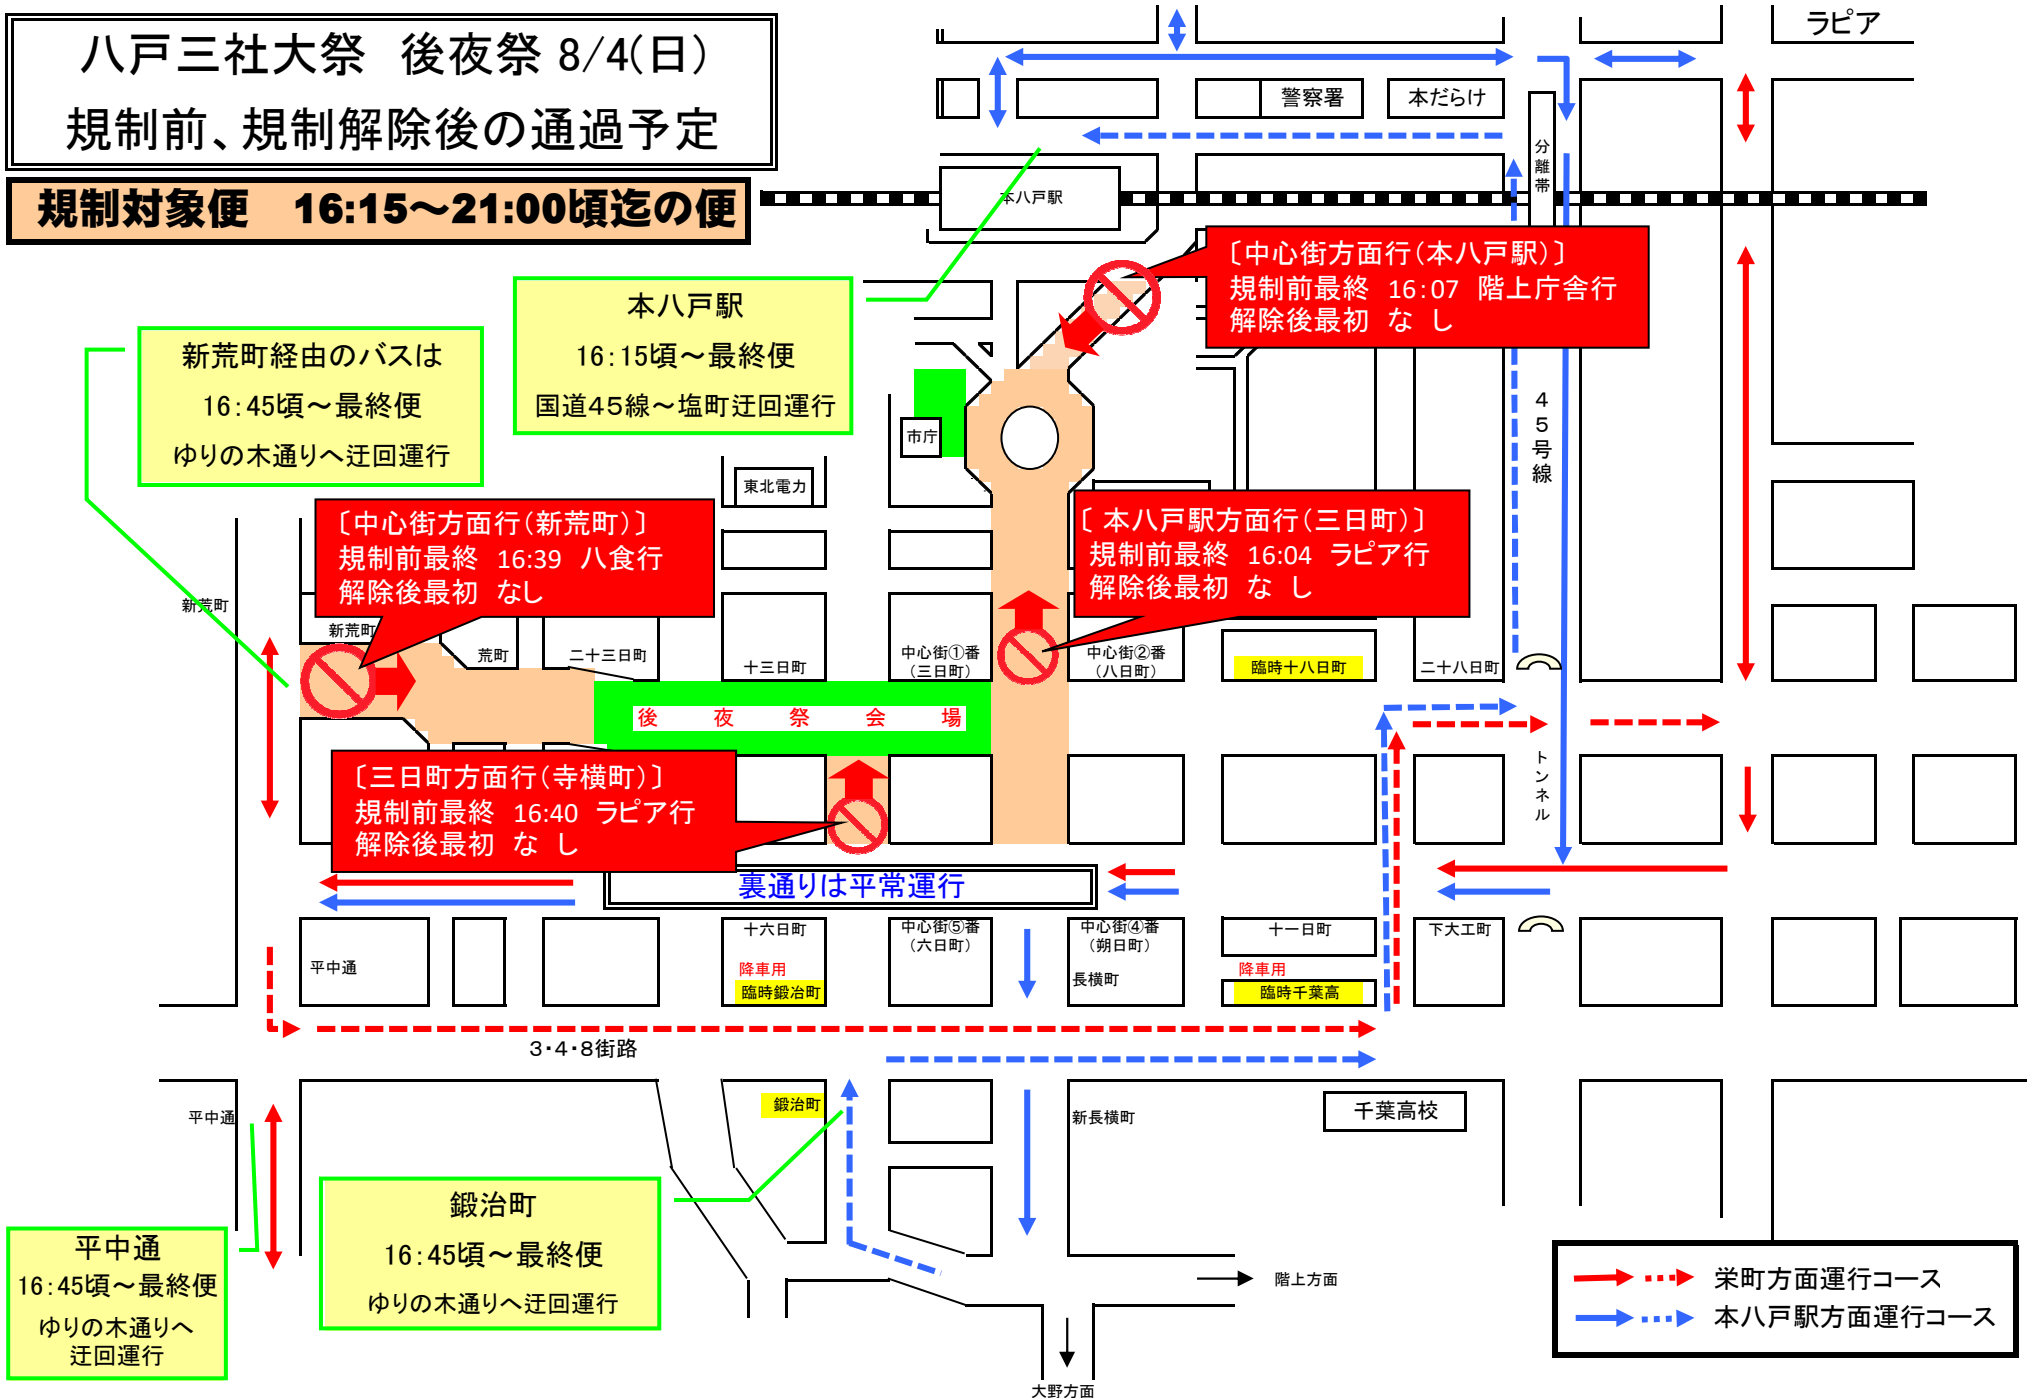 八戸三社大祭　後夜祭 8/4(日)
規制前、規制解除後の通過予定
規制対象便　16:15～21:00頃迄の便
ラピア
警察署
本だらけ
分離帯
本八戸駅
〔中心街方面行(本八戸駅)〕
規制前最終　16:07　階上庁舎行
解除後最初　な　し
本八戸駅
16:15頃～最終便
国道45線～塩町迂回運行
新荒町経由のバスは
16:45頃～最終便
ゆりの木通りへ迂回運行
45号線
市庁
東北電力
〔中心街方面行(新荒町)〕
規制前最終　16:39　八食行
解除後最初　なし
〔 本八戸駅方面行(三日町)〕
規制前最終　16:04　ラピア行
解除後最初　な　し
新荒町
新荒町
荒町
二十三日町
十三日町
中心街①番
(三日町)
中心街②番
(八日町)
臨時十八日町
二十八日町
後　夜　祭　会　場
〔三日町方面行(寺横町)〕
規制前最終　16:40　ラピア行
解除後最初　な　し
トンネル
裏通りは平常運行
平中通
十六日町
降車用
臨時鍛治町
中心街⑤番
(六日町)
中心街④番
(朔日町)
長横町
十一日町
降車用
臨時千葉高
下大工町
3・4・8街路
平中通
鍛治町
新長横町
千葉高校
平中通
16:45頃～最終便
ゆりの木通りへ
迂回運行
鍛治町
16:45頃～最終便
ゆりの木通りへ迂回運行
階上方面
大野方面
栄町方面運行コース
本八戸駅方面運行コース